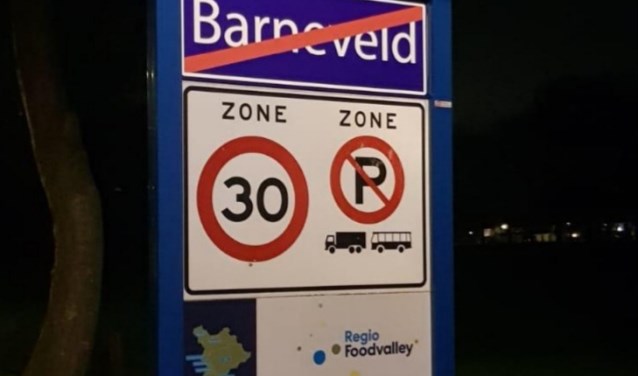 Barneveld
ZONE ZONE
30 P
Regio
Foodvalley